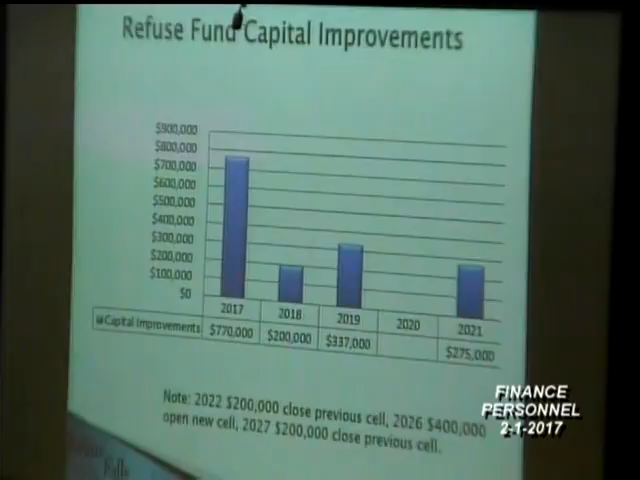 Refuse Fund Capital Improvements
$900,000
$800,000
$700,000
$600,000
$500,000
$400,000
$300,000
$200,000
$100,000
$0
2017 2018 2019 2020 2021
Capital Improvements $770,000 $200,000 $337,000 $275,000
Note: 2022 $200,000 close previous cell, 2026 $400,000
open new cell, 2027 $200,000 close previous cell.
Falls
FINANCE
PERSONNEL
2-1-2017